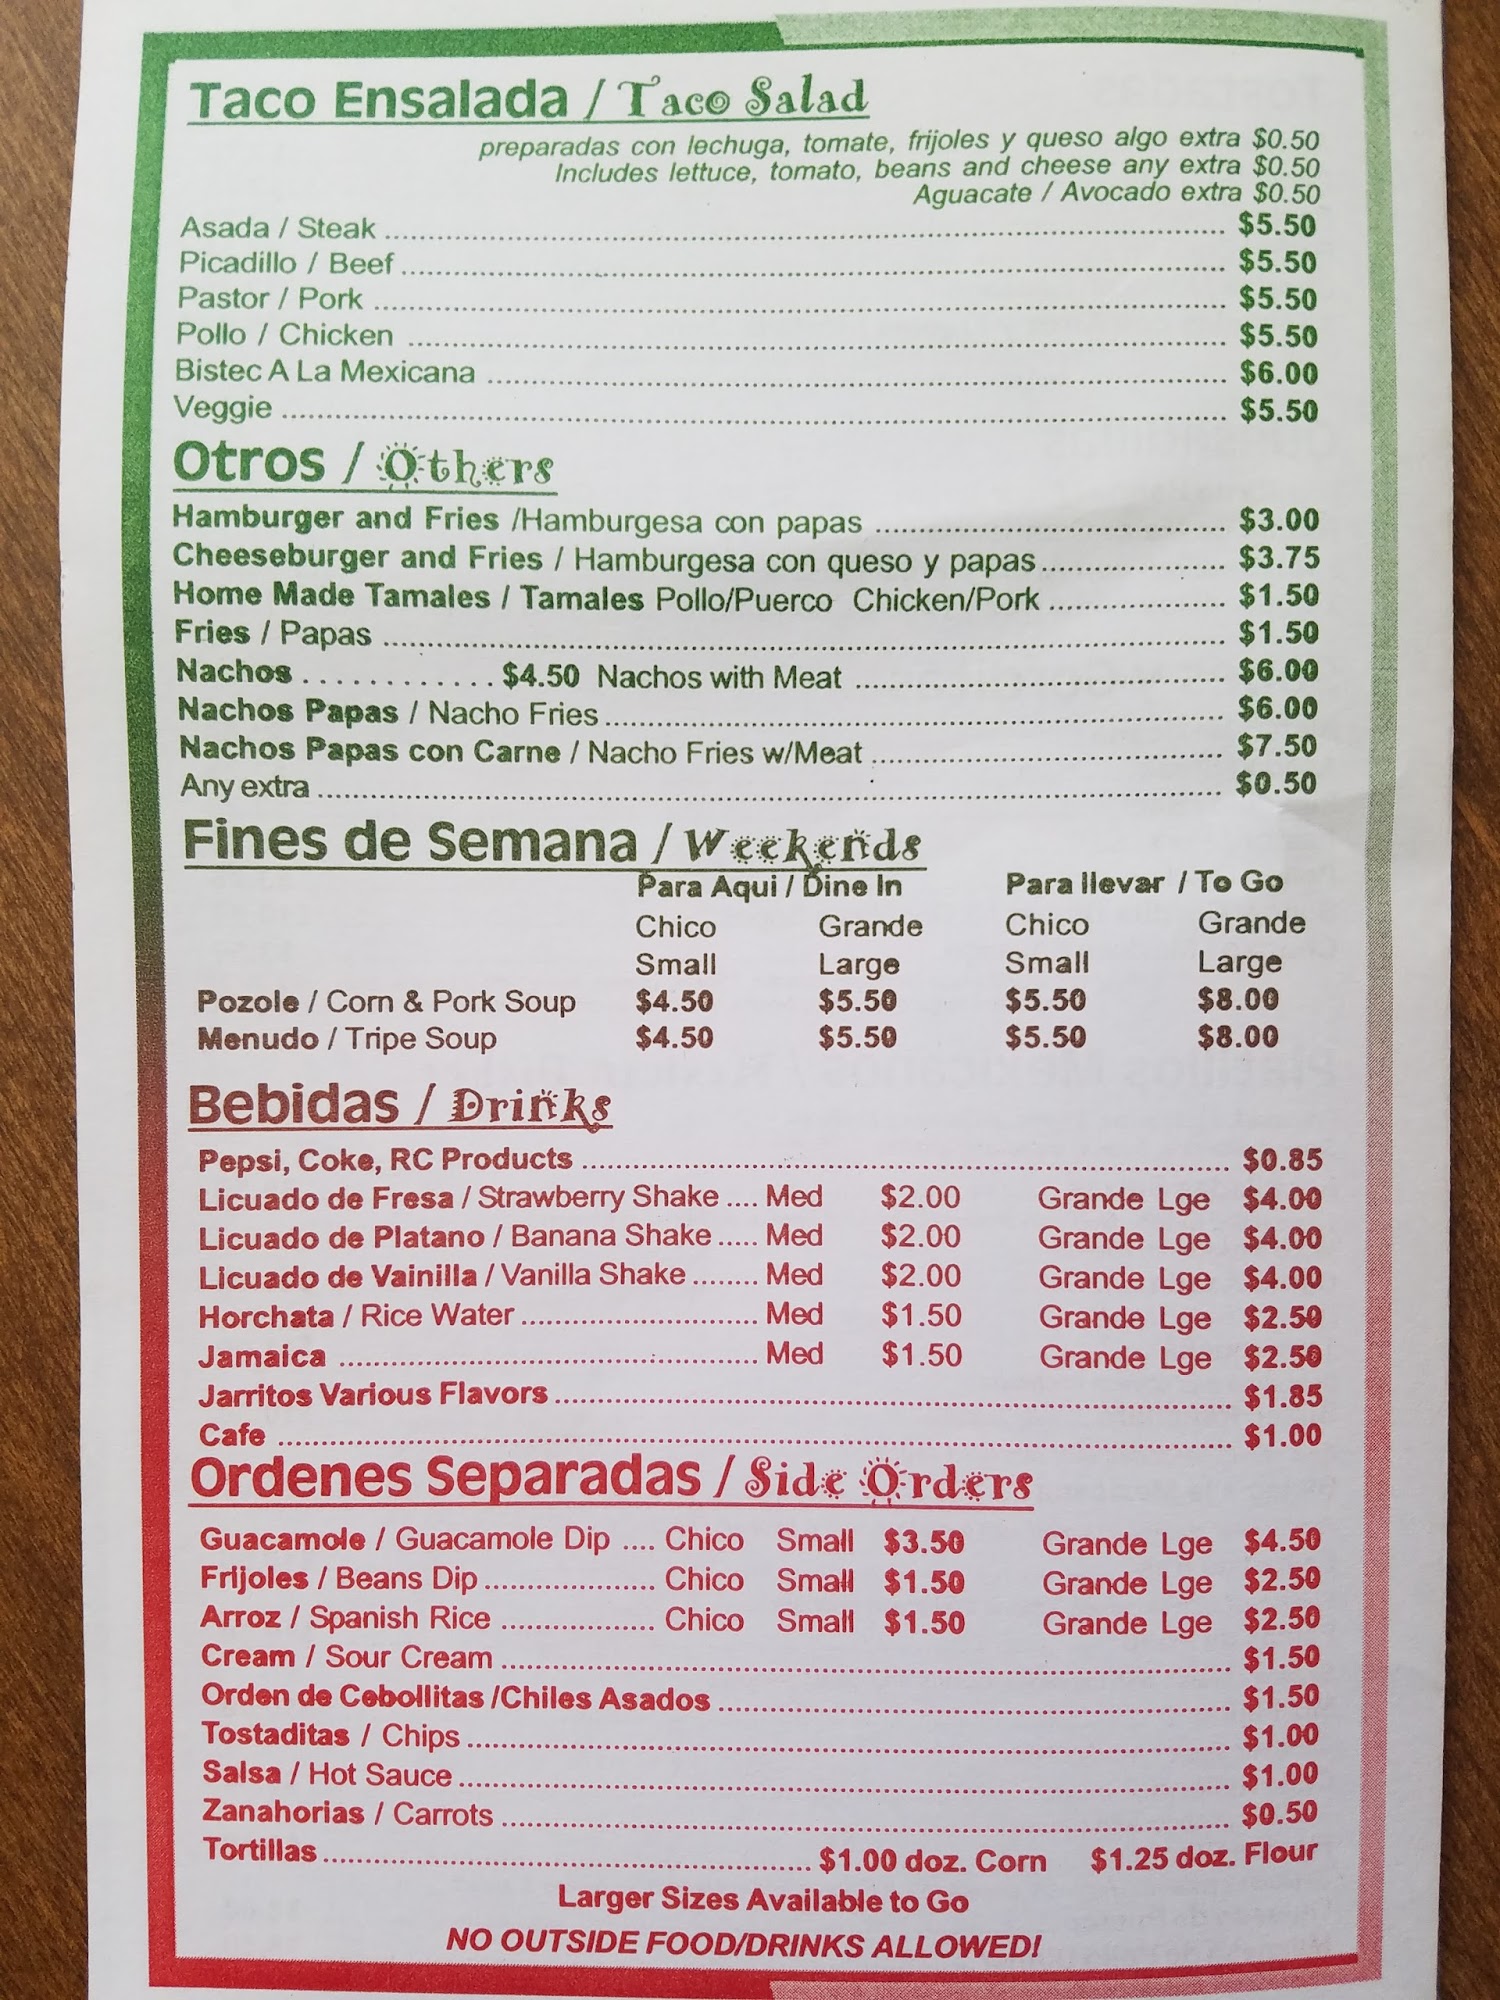 Taco Ensalada / Taco Salad
preparadas con lechuga, tomate, frijoles y queso algo extra $0.50
Includes lettuce, tomato, beans and cheese any extra $0.50
Aguacate / Avocado extra $0.50
Asada / Steak $5.50
Picadillo / Beef $5.50
Pastor / Pork $5.50
Pollo / Chicken $5.50
Bistec A La Mexicana $6.00
Veggie $5.50
Otros / Others
Hamburger and Fries /Hamburgesa con papas $3.00
Cheeseburger and Fries / Hamburgesa con queso y papas $3.75
Home Made Tamales / Tamales Pollo/Puerco Chicken/Pork $1.50
Fries / Papas $1.50
Nachos $4.50 Nachos with Meat $6.00
Nachos Papas / Nacho Fries $6.00
Nachos Papas con Carne / Nacho Fries w/Meat $7.50
Any extra $0.50
Fines de Semana / Weekends
Para Aqui / Dine In Para llevar / To Go
Chico Grande Chico Grande
Small Large Small Large
Pozole / Corn & Pork Soup $4.50 $5.50 $5.50 $8.00
Menudo / Tripe Soup $4.50 $5.50 $5.50 $8.00
Bebidas / Drinks
Pepsi, Coke, RC Products $0.85
Licuado de Fresa / Strawberry Shake .... Med $2.00 Grande Lge $4.00
Licuado de Platano / Banana Shake ..... Med $2.00 Grande Lge $4.00
Licuado de Vainilla / Vanilla Shake ........ Med $2.00 Grande Lge $4.00
Horchata / Rice Water Med $1.50 Grande Lge $2.50
Jamaica Med $1.50 Grande Lge $2.50
Jarritos Various Flavors $1.85
Cafe $1.00
Ordenes Separadas / Side Orders
Guacamole / Guacamole Dip .... Chico Small $3.50 Grande Lge $4.50
Frijoles / Beans Dip Chico Small $1.50 Grande Lge $2.50
Arroz / Spanish Rice Chico Small $1.50 Grande Lge $2.50
Cream / Sour Cream $1.50
Orden de Cebollitas /Chiles Asados $1.50
Tostaditas / Chips $1.00
Salsa / Hot Sauce $1.00
Zanahorias / Carrots $0.50
Tortillas $1.00 doz. Corn $1.25 doz. Flour
Larger Sizes Available to Go
NO OUTSIDE FOOD/DRINKS ALLOWED!